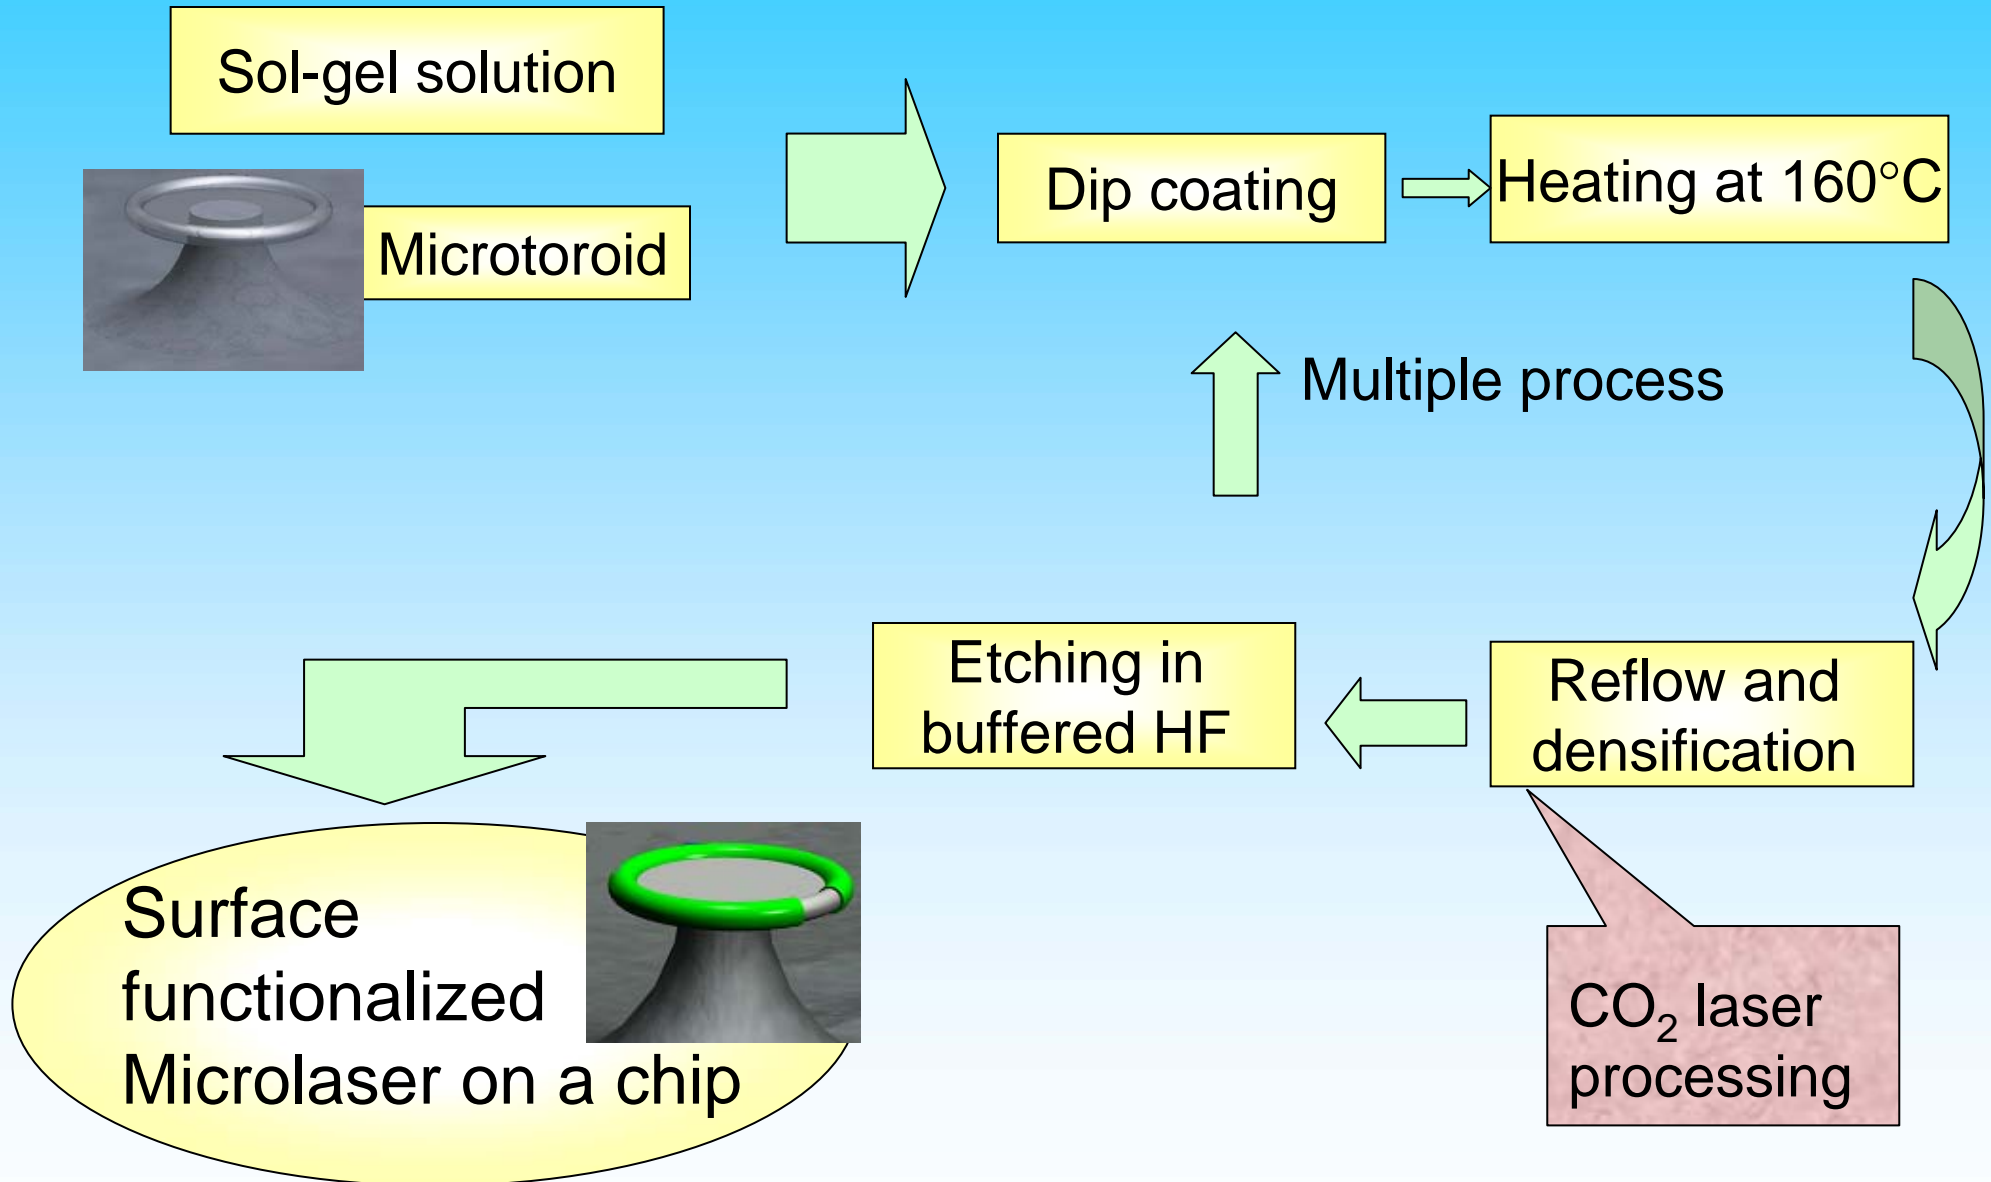 Sol-gel solution
Microtoroid
Dip coating
Heating at 160°C
Multiple process
Reflow and
densification
CO₂ laser
processing
Etching in
buffered HF
Surface
functionalized
Microlaser on a chip